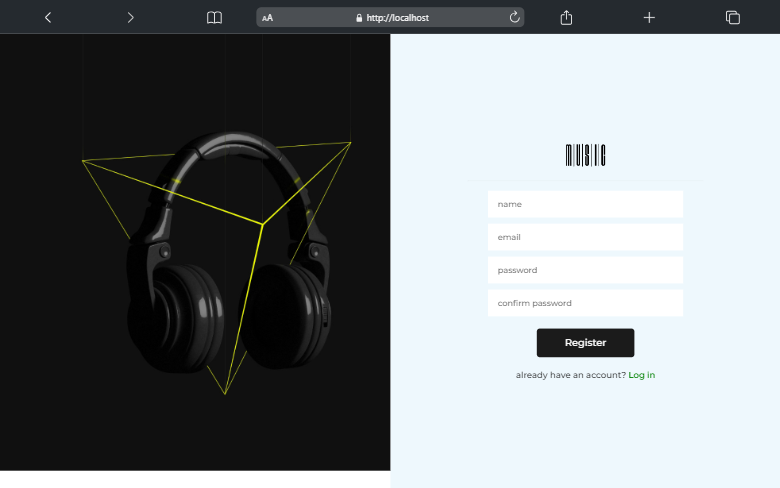 AA http://localhost
MUSIC
name
email
password
confirm password
Register
already have an account? Log in